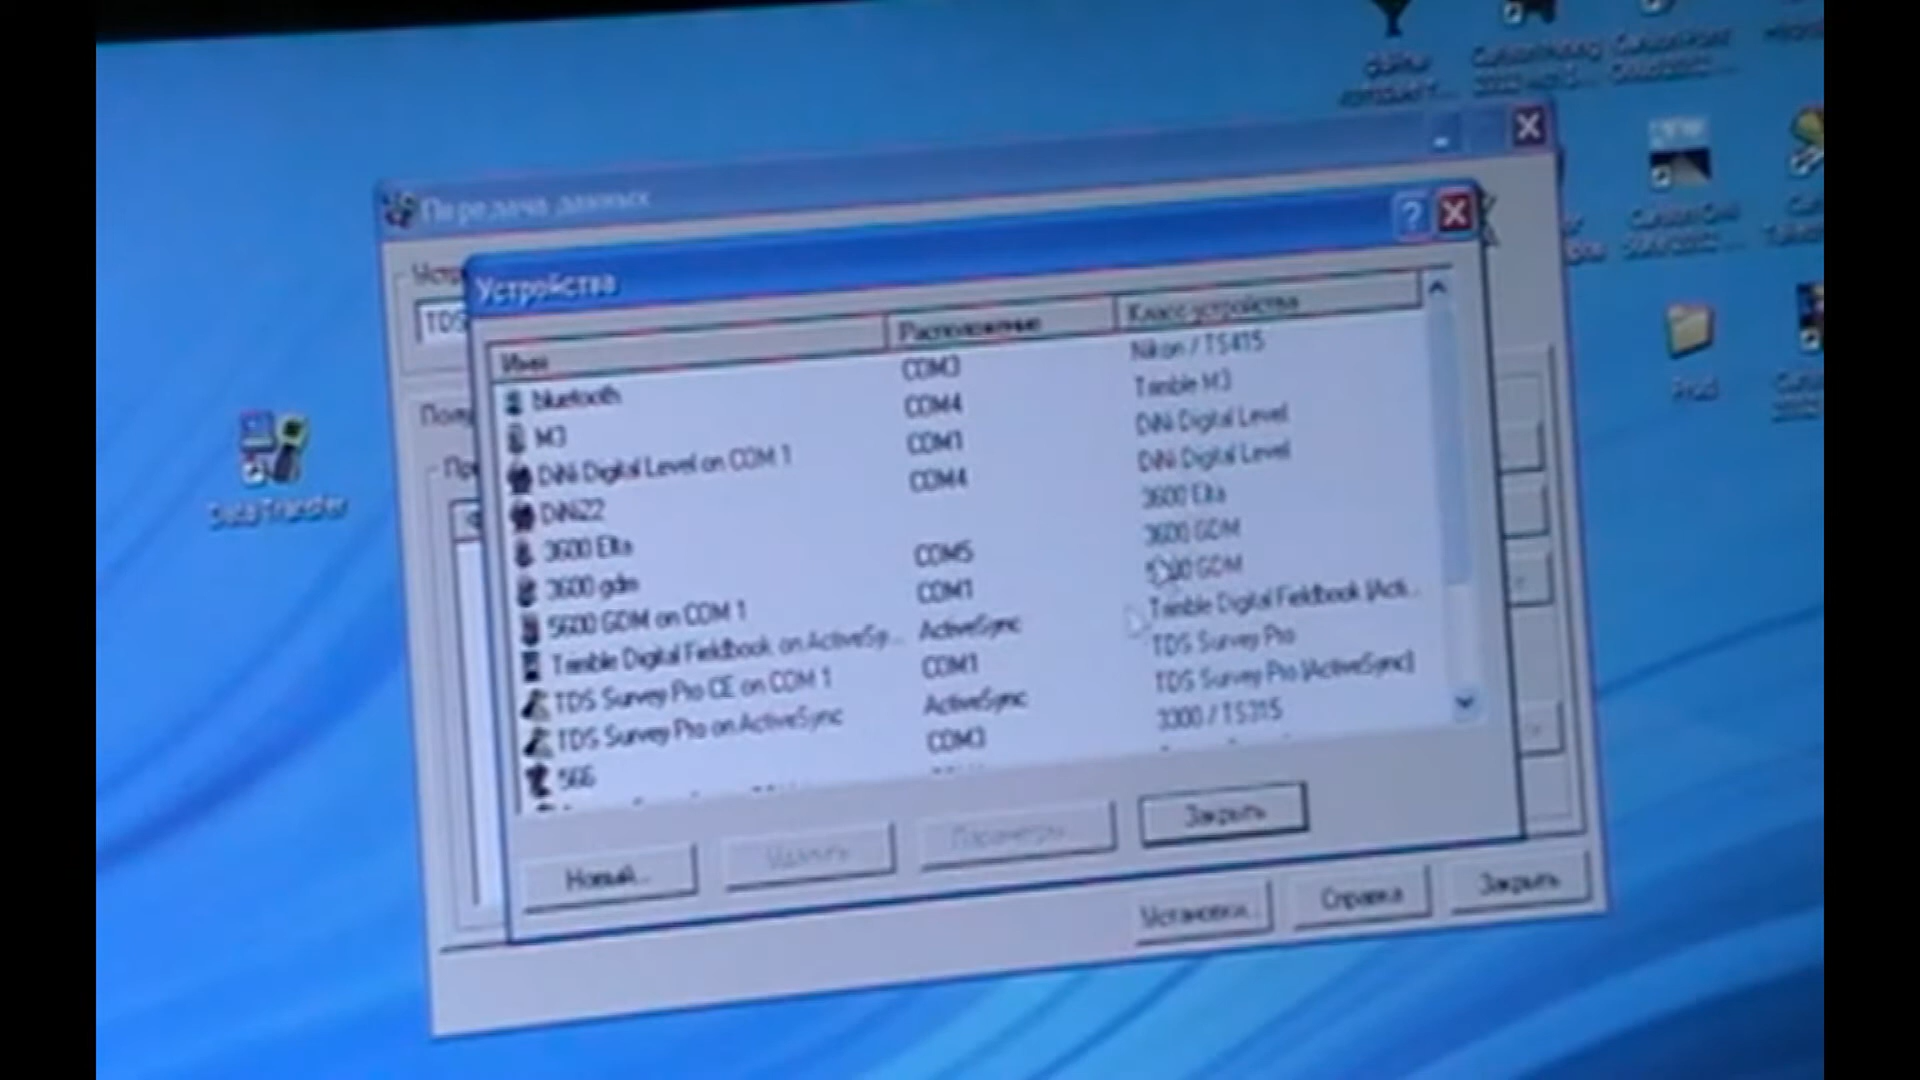 Передача данных
Устройства
TDS
Имя Расположение Класс устройства
bluetooth COM3 Nikon / TS415
M3 COM4 Trimble M3
DiNi Digital Level on COM 1 COM1 DiNi Digital Level
DiNi22 COM4 DiNi Digital Level
3600 Elta 3600 Elta
3600 gdm COM5 3600 GDM
5600 GDM on COM 1 COM1 GDM
Trimble Digital Fieldbook on ActiveSy... ActiveSync Trimble Digital Fieldbook [Acti...
TDS Survey Pro CE on COM 1 COM1 TDS Survey Pro
TDS Survey Pro on ActiveSync ActiveSync TDS Survey Pro [ActiveSync]
566 COM3 3300 / TS315
Новый... Удалить Параметры... Закрыть
Установки... Справка Закрыть
Data Transfer